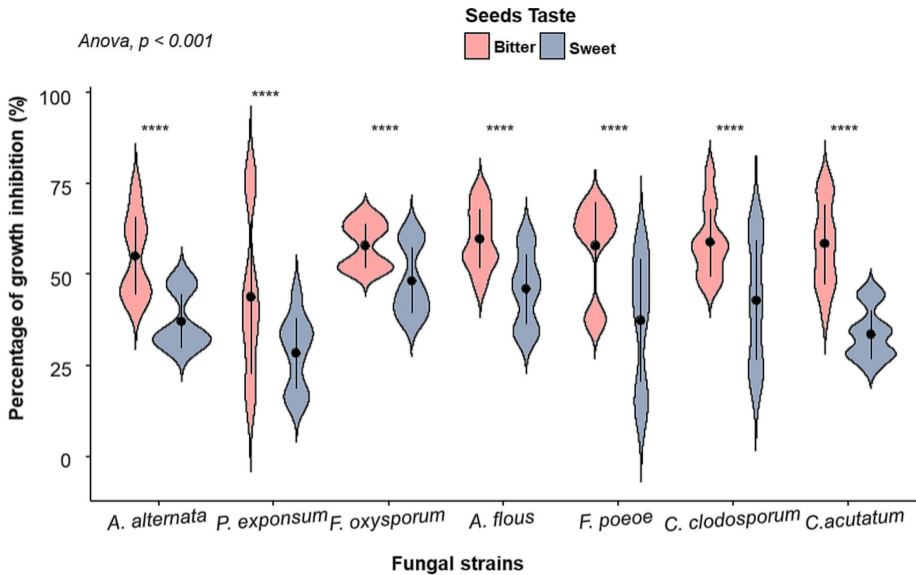 Seeds Taste
Anova, p < 0.001
Bitter Sweet
Percentage of growth inhibition (%)
100
75
50
25
0
**** **** **** **** **** **** ****
A. alternata P. exponsum F. oxysporum A. flous F. poeoe C. clodosporum C.acutatum
Fungal strains